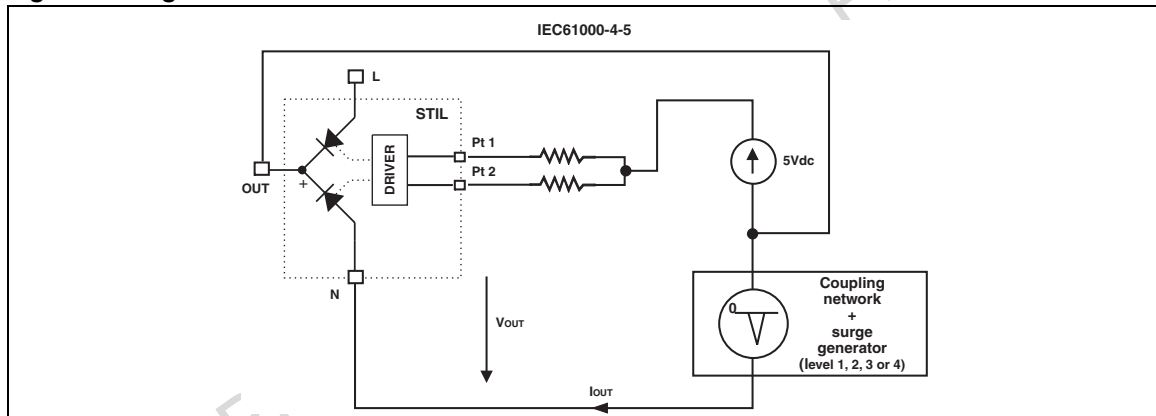 IEC61000-4-5
L
STIL
Pt 1
DRIVER
Pt 2
5Vdc
OUT
+
N
VOUT
0
Coupling
network
+
surge
generator
(level 1, 2, 3 or 4)
IOUT